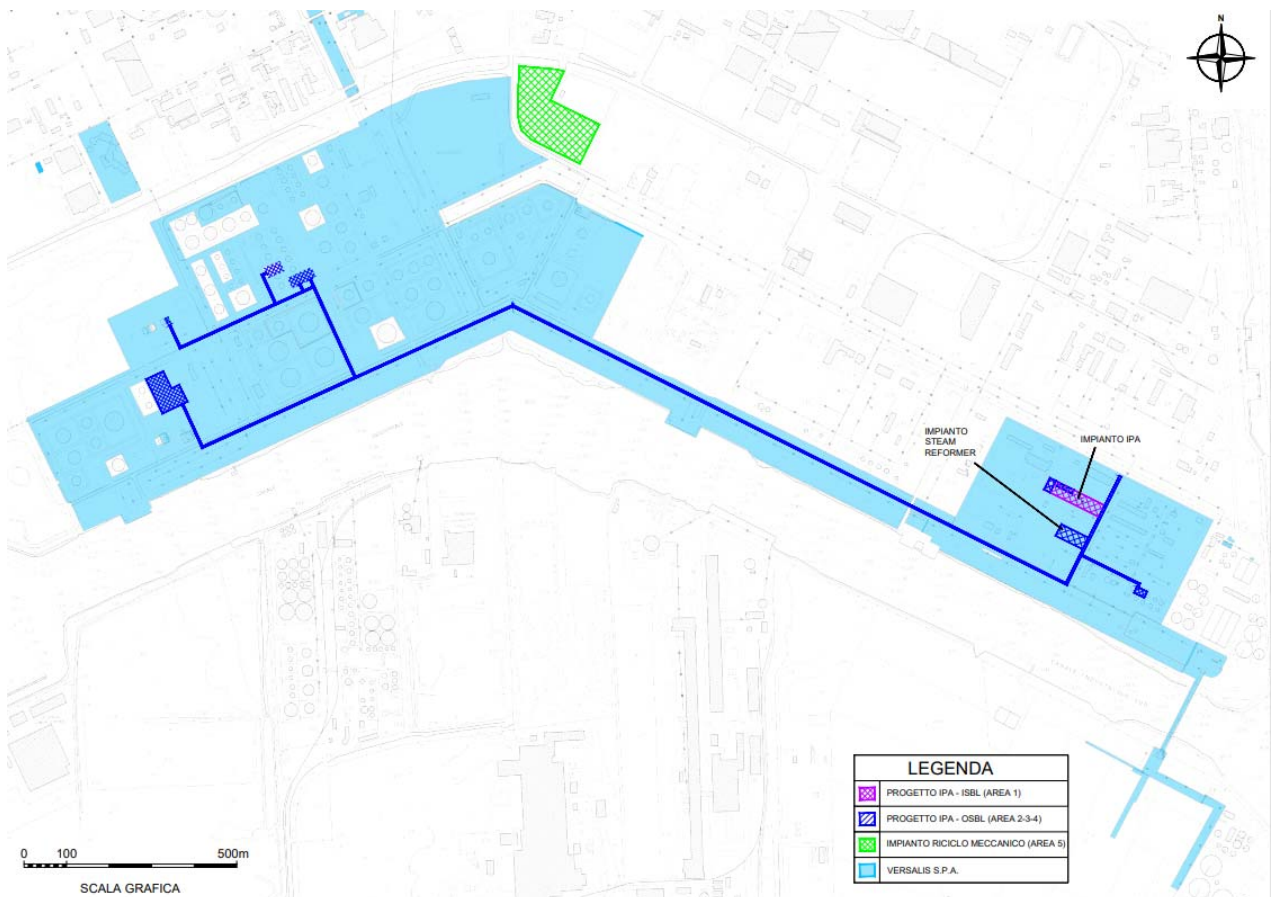 N
IMPIANTO
STEAM
REFORMER
IMPIANTO IPA
LEGENDA
PROGETTO IPA - ISBL (AREA 1)
PROGETTO IPA - OSBL (AREA 2-3-4)
IMPIANTO RICICLO MECCANICO (AREA 5)
VERSALIS S.P.A.
0 100 500m
SCALA GRAFICA